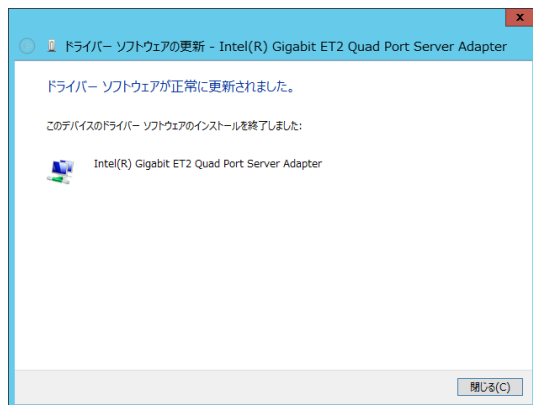 x
ドライバー ソフトウェアの更新 - Intel(R) Gigabit ET2 Quad Port Server Adapter
ドライバー ソフトウェアが正常に更新されました。
このデバイスのドライバー ソフトウェアのインストールを終了しました:
Intel(R) Gigabit ET2 Quad Port Server Adapter
閉じる(C)